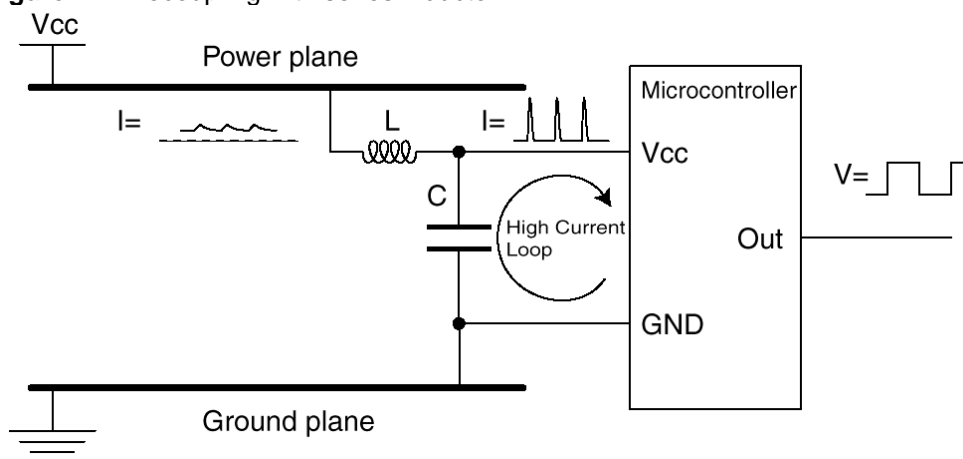 Vcc
Power plane
Microcontroller
I=
L
I=
Vcc
V=
C
High Current
Loop
Out
GND
Ground plane